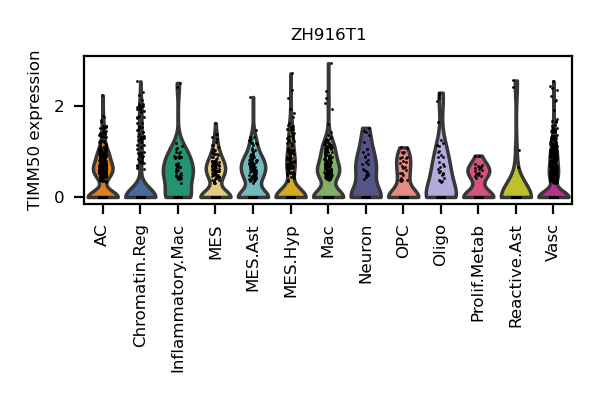 ZH916T1
TIMM50 expression
2
0
AC
Chromatin.Reg
Inflammatory.Mac
MES
MES.Ast
MES.Hyp
Mac
Neuron
OPC
Oligo
Prolif.Metab
Reactive.Ast
Vasc